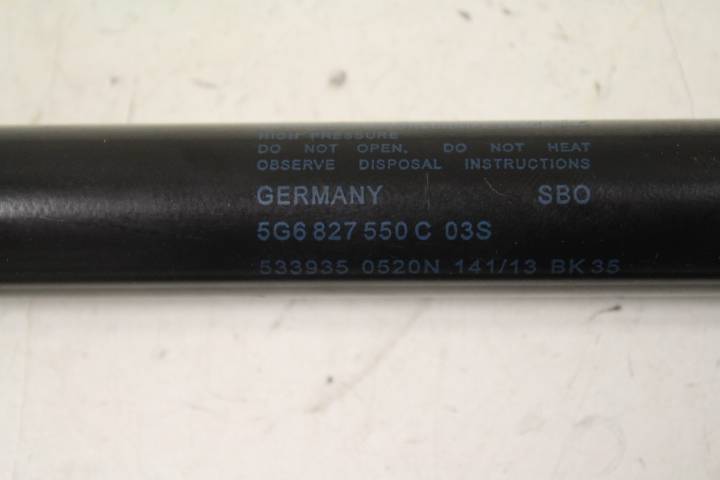 HIGH PRESSURE
DO NOT OPEN, DO NOT HEAT
OBSERVE DISPOSAL INSTRUCTIONS
GERMANY SBO
5G6 827 550 C 03S
533935 0520N 141/13 BK 35